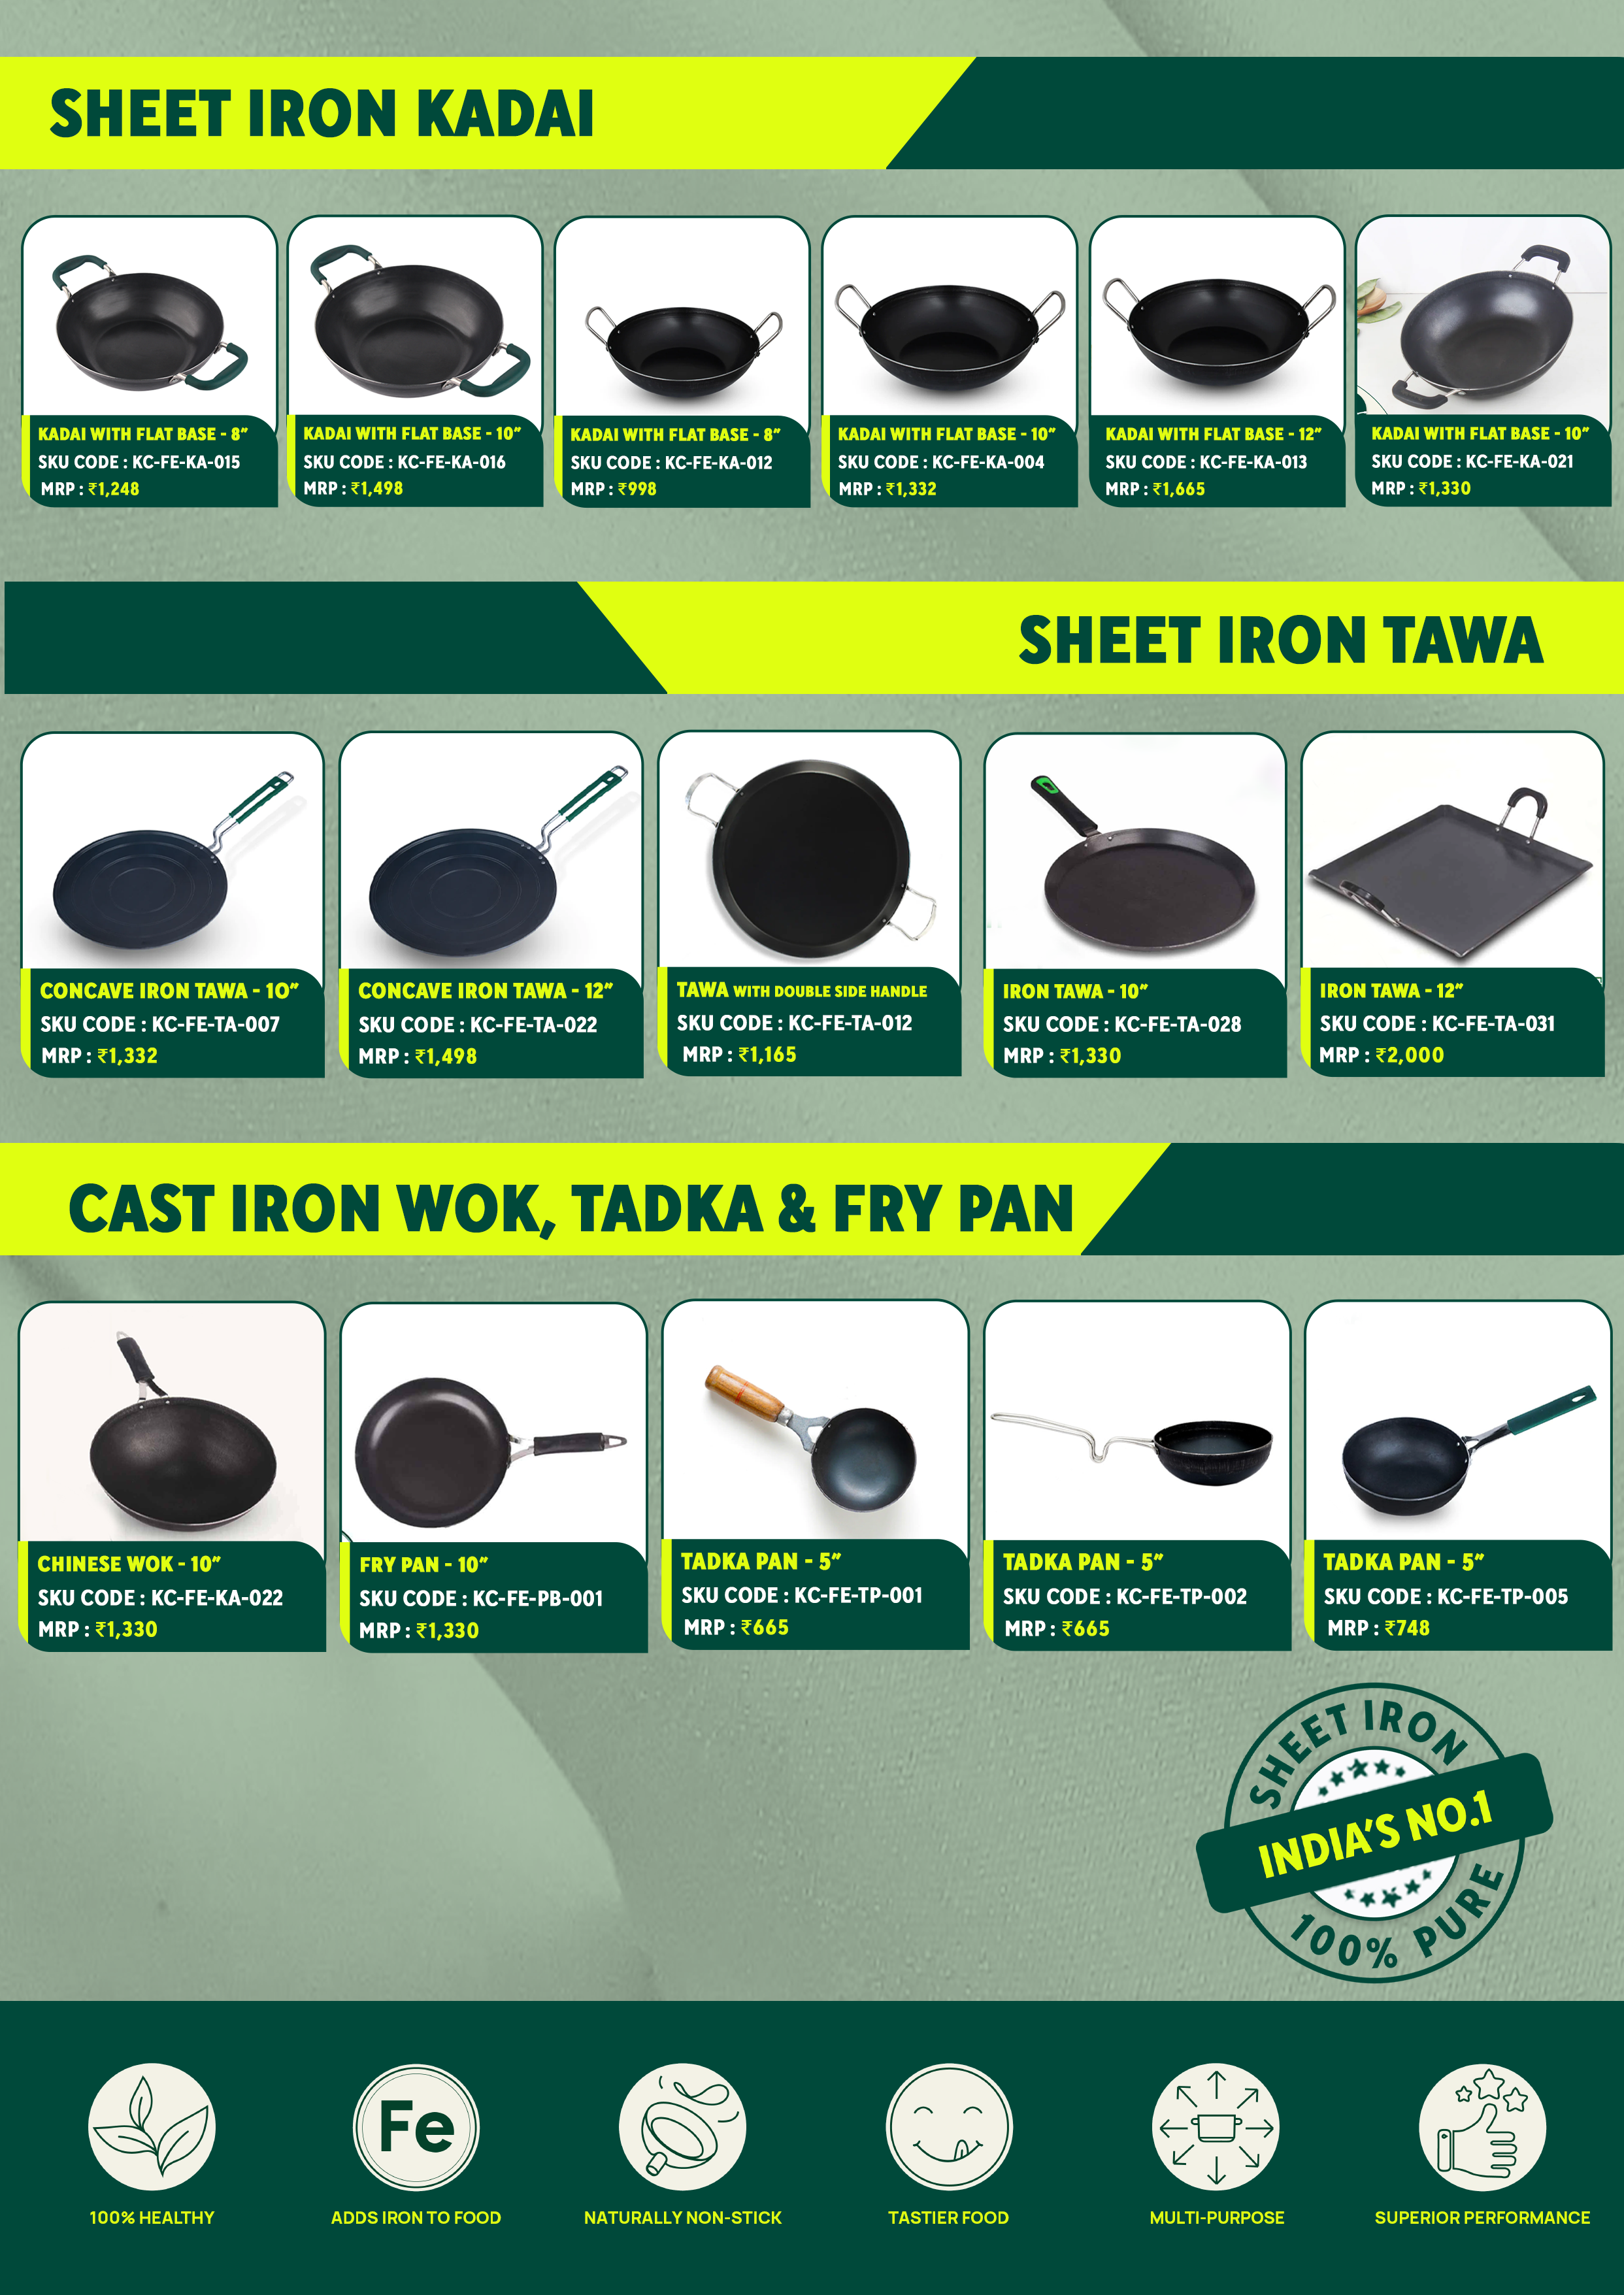 SHEET IRON KADAI
KADAI WITH FLAT BASE - 8”
SKU CODE : KC-FE-KA-015
MRP : ₹1,248
KADAI WITH FLAT BASE - 10”
SKU CODE : KC-FE-KA-016
MRP : ₹1,498
KADAI WITH FLAT BASE - 8”
SKU CODE : KC-FE-KA-012
MRP : ₹998
KADAI WITH FLAT BASE - 10”
SKU CODE : KC-FE-KA-004
MRP : ₹1,332
KADAI WITH FLAT BASE - 12”
SKU CODE : KC-FE-KA-013
MRP : ₹1,665
KADAI WITH FLAT BASE - 10”
SKU CODE : KC-FE-KA-021
MRP : ₹1,330
SHEET IRON TAWA
CONCAVE IRON TAWA - 10”
SKU CODE : KC-FE-TA-007
MRP : ₹1,332
CONCAVE IRON TAWA - 12”
SKU CODE : KC-FE-TA-022
MRP : ₹1,498
TAWA WITH DOUBLE SIDE HANDLE
SKU CODE : KC-FE-TA-012
MRP : ₹1,165
IRON TAWA - 10”
SKU CODE : KC-FE-TA-028
MRP : ₹1,330
IRON TAWA - 12”
SKU CODE : KC-FE-TA-031
MRP : ₹2,000
CAST IRON WOK, TADKA & FRY PAN
CHINESE WOK - 10”
SKU CODE : KC-FE-KA-022
MRP : ₹1,330
FRY PAN - 10”
SKU CODE : KC-FE-PB-001
MRP : ₹1,330
TADKA PAN - 5”
SKU CODE : KC-FE-TP-001
MRP : ₹665
TADKA PAN - 5”
SKU CODE : KC-FE-TP-002
MRP : ₹665
TADKA PAN - 5”
SKU CODE : KC-FE-TP-005
MRP : ₹748
SHEET IRON
INDIA'S NO.1
100% PURE
Fe
100% HEALTHY
ADDS IRON TO FOOD
NATURALLY NON-STICK
TASTIER FOOD
MULTI-PURPOSE
SUPERIOR PERFORMANCE